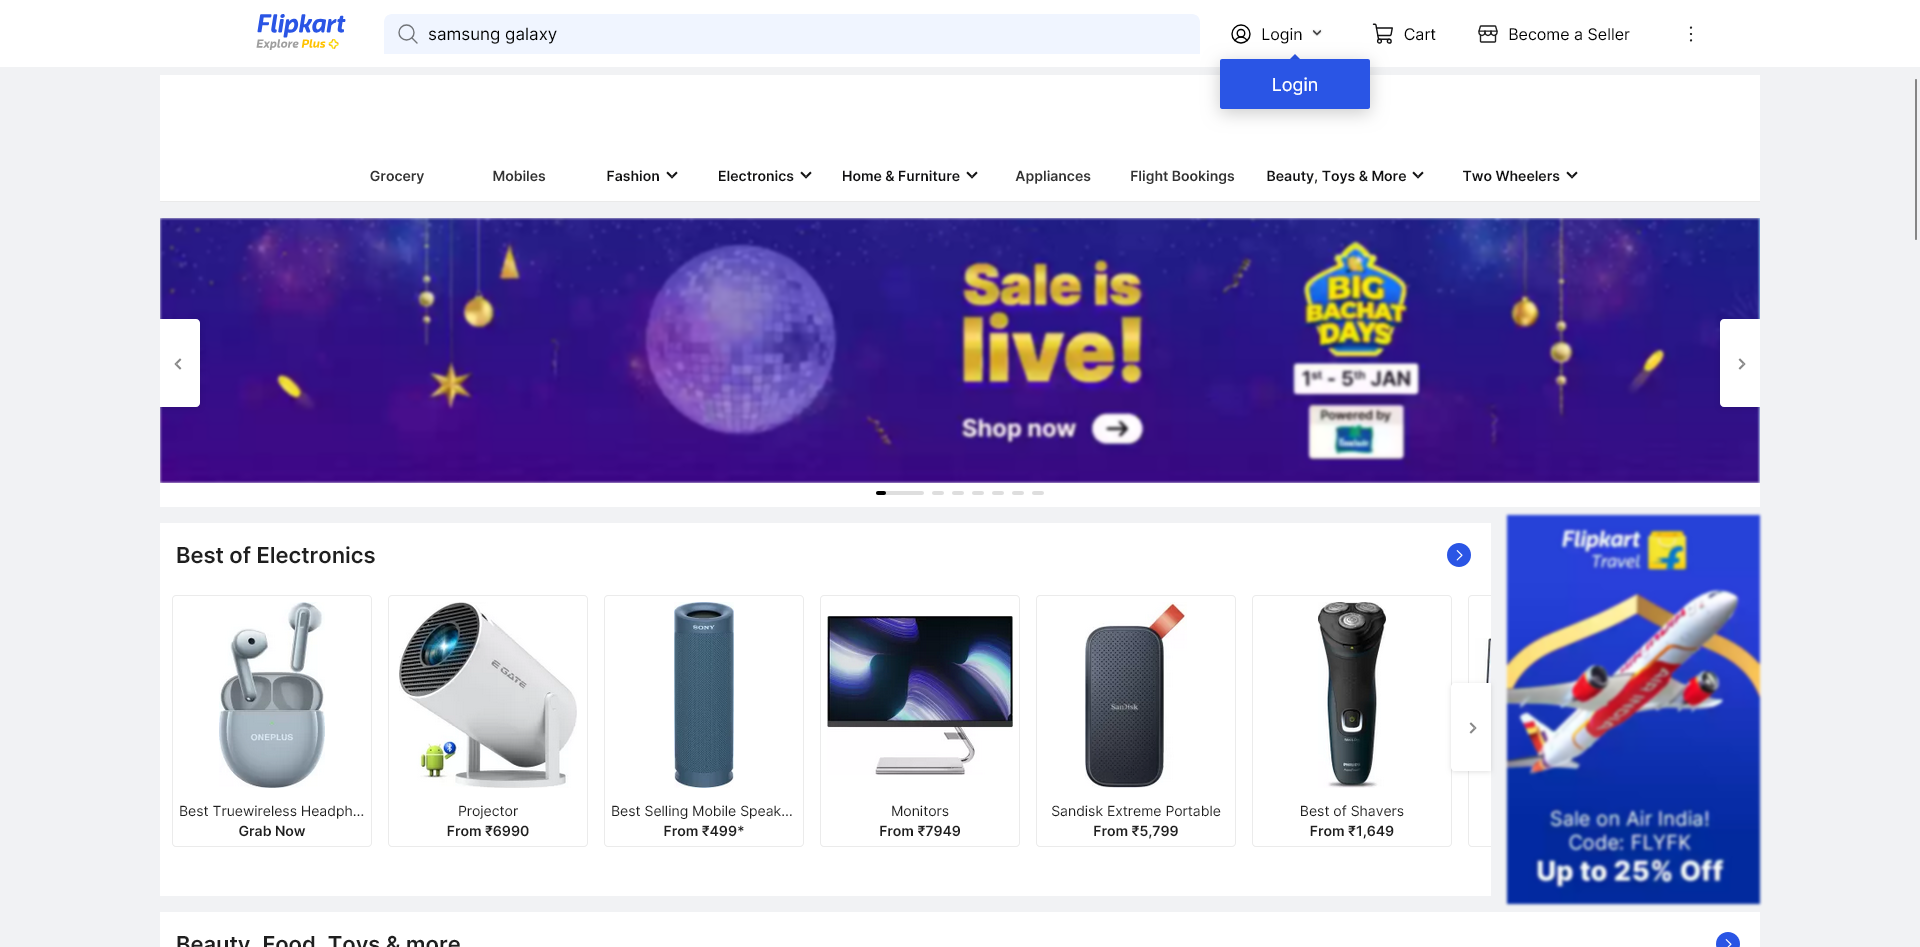 Flipkart
Explore Plus
samsung galaxy
Login
Cart
Become a Seller
Login
Grocery
Mobiles
Fashion
Electronics
Home & Furniture
Appliances
Flight Bookings
Beauty, Toys & More
Two Wheelers
Sale is
live!
Shop now
BIG
BACHAT
DAYS
1st - 5th JAN
Powered by
Best of Electronics
ONEPLUS
E GATE
SONY
SanDisk
PHILIPS
Best Truewireless Headph...
Grab Now
Projector
From ₹6990
Best Selling Mobile Speak...
From ₹499*
Monitors
From ₹7949
Sandisk Extreme Portable
From ₹5,799
Best of Shavers
From ₹1,649
Flipkart
Travel
AIR INDIA
Sale on Air India!
Code: FLYFK
Up to 25% Off
Beauty, Food, Toys & more